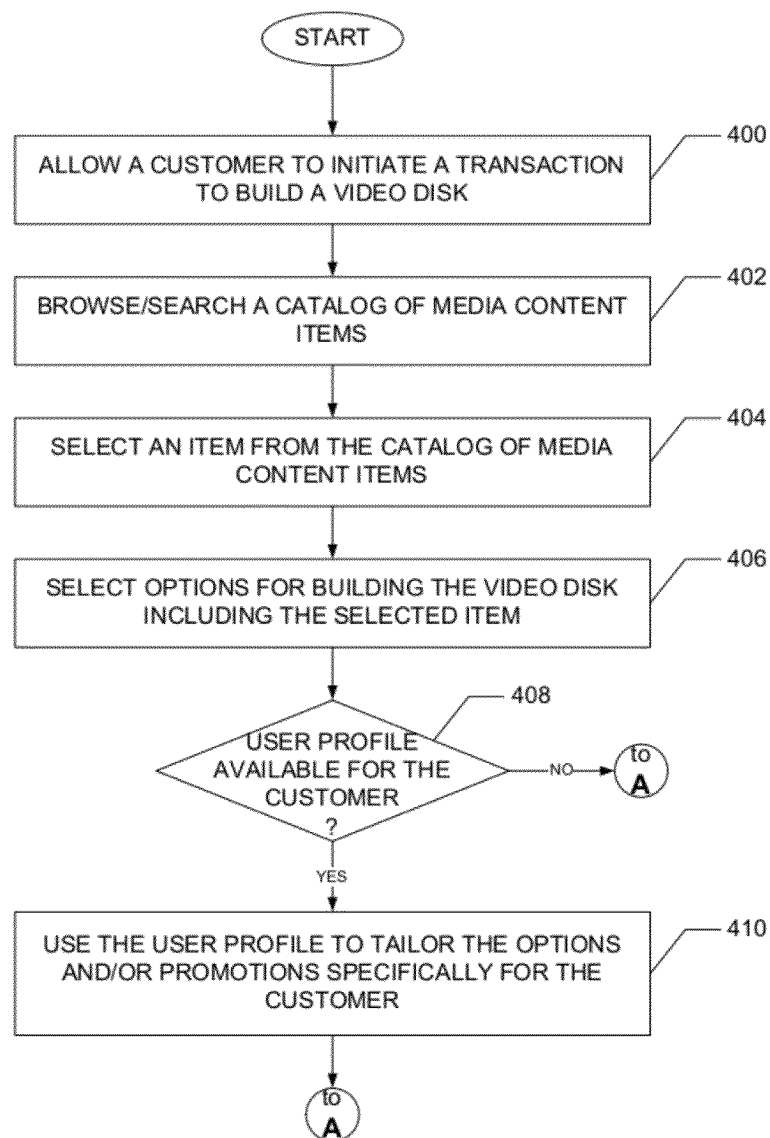 START
400
ALLOW A CUSTOMER TO INITIATE A TRANSACTION
TO BUILD A VIDEO DISK
402
BROWSE/SEARCH A CATALOG OF MEDIA CONTENT
ITEMS
404
SELECT AN ITEM FROM THE CATALOG OF MEDIA
CONTENT ITEMS
406
SELECT OPTIONS FOR BUILDING THE VIDEO DISK
INCLUDING THE SELECTED ITEM
408
USER PROFILE
AVAILABLE FOR THE
CUSTOMER
?
NO
to
A
YES
410
USE THE USER PROFILE TO TAILOR THE OPTIONS
AND/OR PROMOTIONS SPECIFICALLY FOR THE
CUSTOMER
to
A